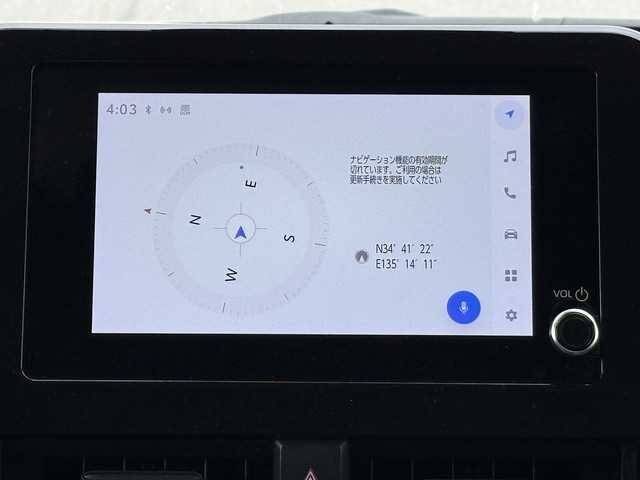 4:03
ナビゲーション機能の有効期間が
切れています。ご利用の場合は
更新手続きを実施してください
N
E
S
W
N34° 41′ 22″
E135° 14′ 11″
VOL